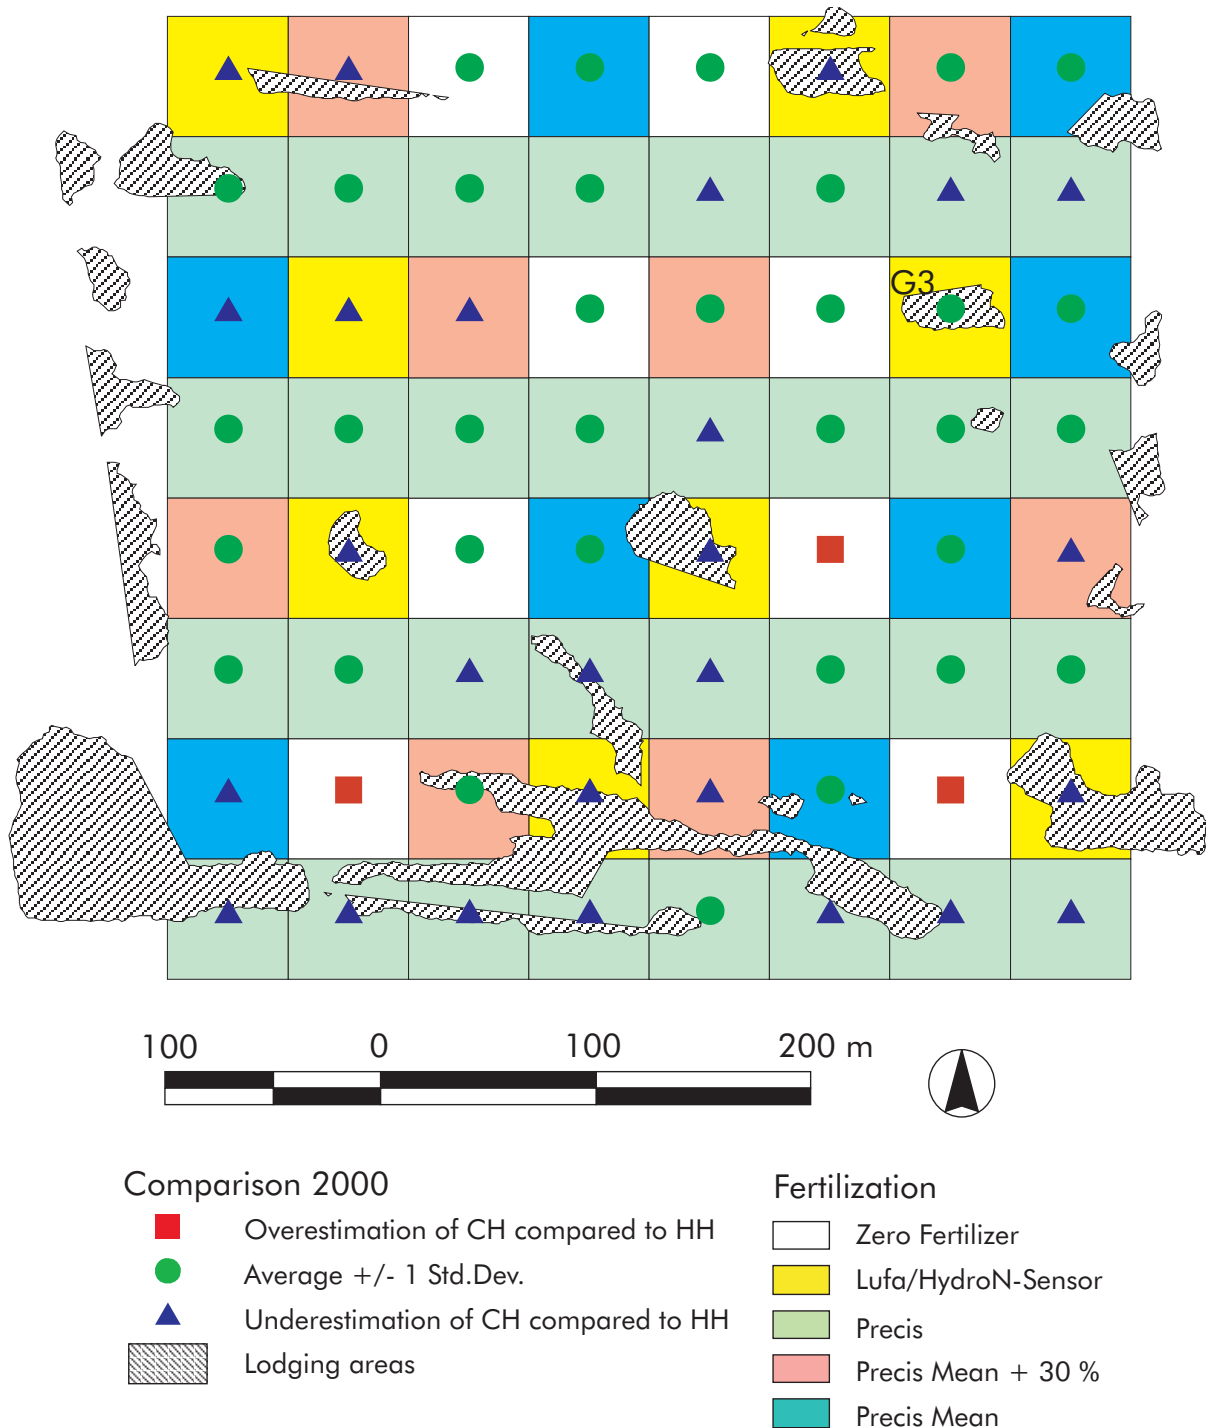 G3
100 0 100 200 m
Comparison 2000
Overestimation of CH compared to HH
Average +/- 1 Std.Dev.
Underestimation of CH compared to HH
Lodging areas
Fertilization
Zero Fertilizer
Lufa/HydroN-Sensor
Precis
Precis Mean + 30 %
Precis Mean